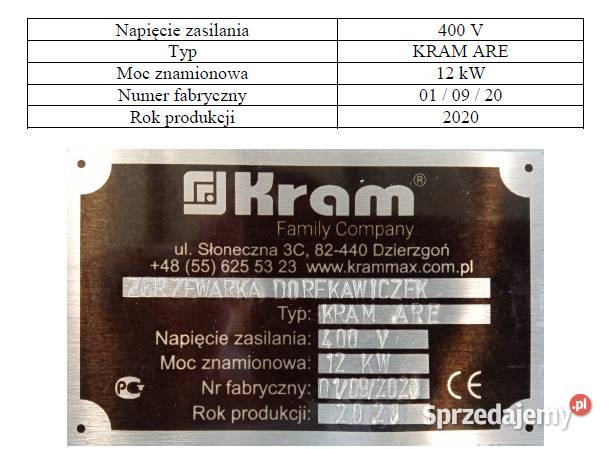 Napięcie zasilania 400 V
Typ KRAM ARE
Moc znamionowa 12 kW
Numer fabryczny 01 / 09 / 20
Rok produkcji 2020
Kram®
Family Company
ul. Słoneczna 3C, 82-440 Dzierzgoń
+48 (55) 625 53 23 www.krammax.com.pl
ZGRZEWARKA DO REKAWICZEK
Typ: KRAM ARE
Napięcie zasilania: 400 V
Moc znamionowa: 12 KW
Nr fabryczny: 01/09/2020
Rok produkcji: 2020
PG CE
Sprzedajemy.pl